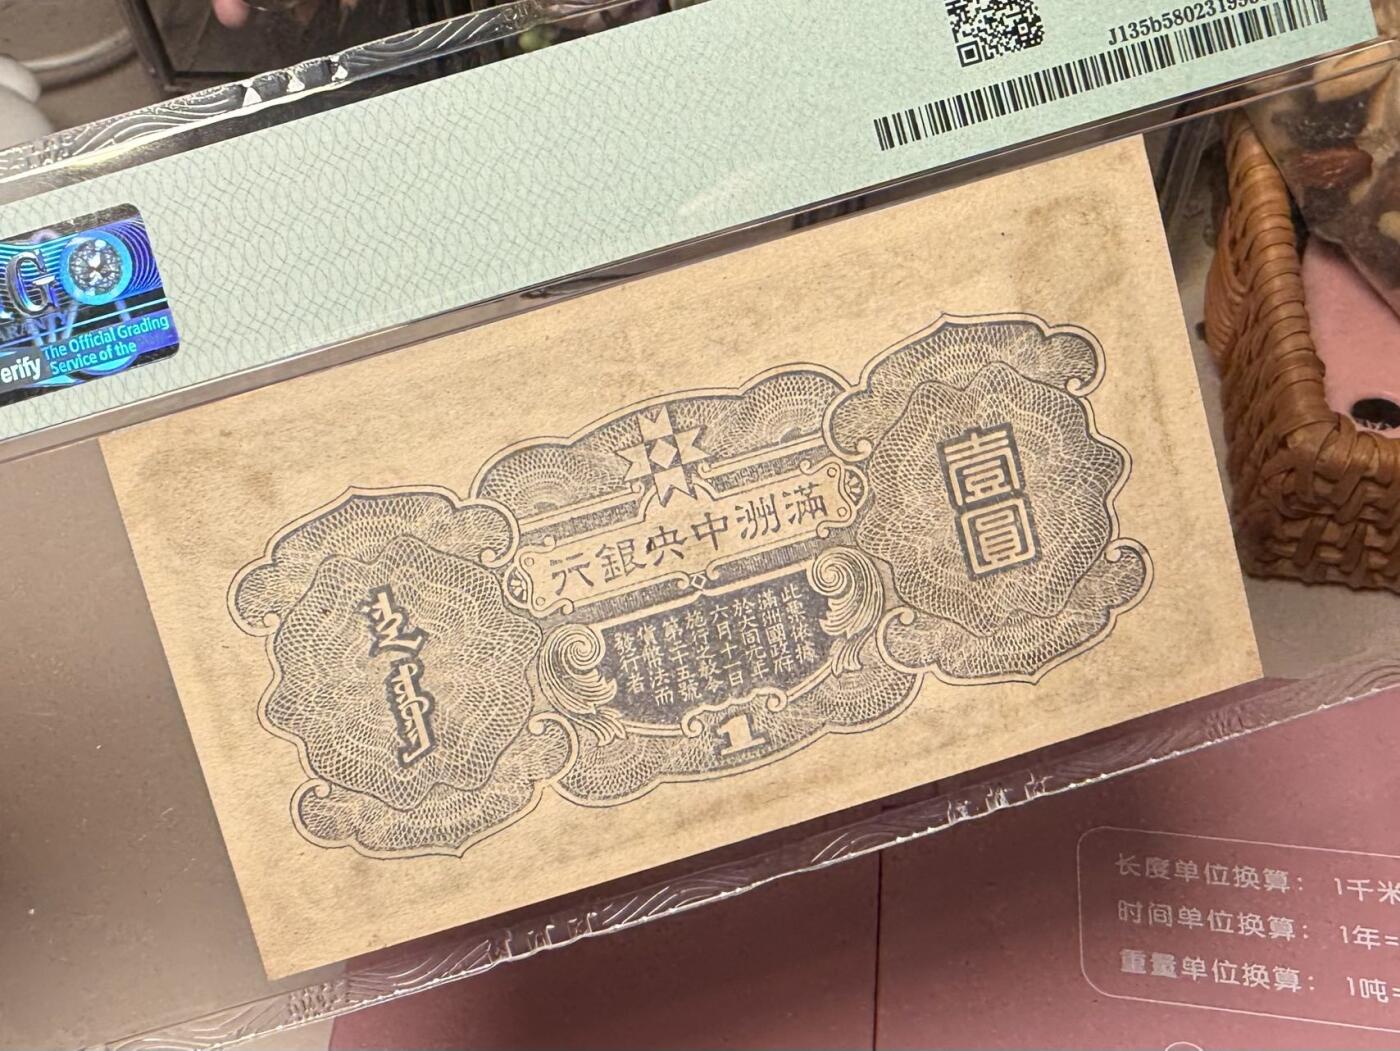 J135b580231998
G
erify
The Official Grading
Service of the
壹圓
滿洲中央銀行
此票依據
滿洲國政府
於大同元年
六月十一日
施行之教令
第二十五號
貨幣法而
發行者
1
长度单位换算： 1千米
时间单位换算： 1年=
重量单位换算： 1吨=